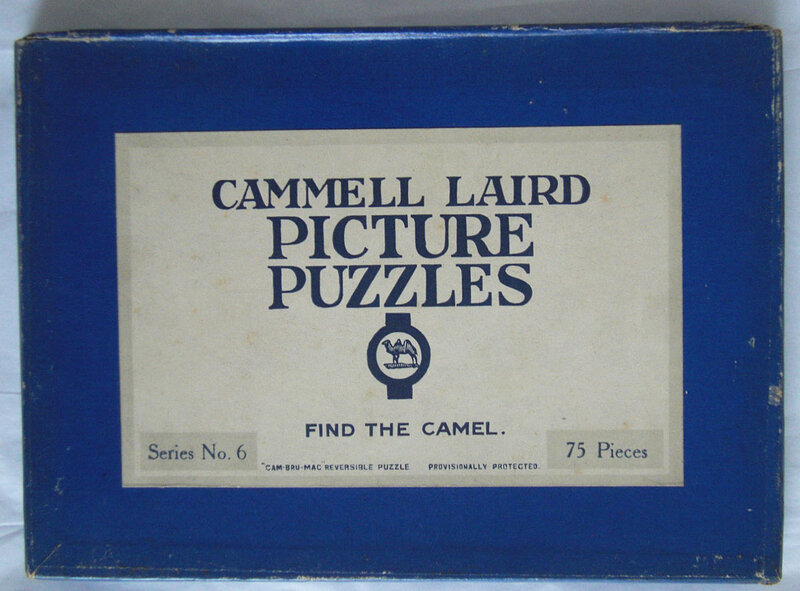 CAMMELL LAIRD
PICTURE
PUZZLES
FIND THE CAMEL.
Series No. 6
75 Pieces
"CAM-BRU-MAC" REVERSIBLE PUZZLE PROVISIONALLY PROTECTED.